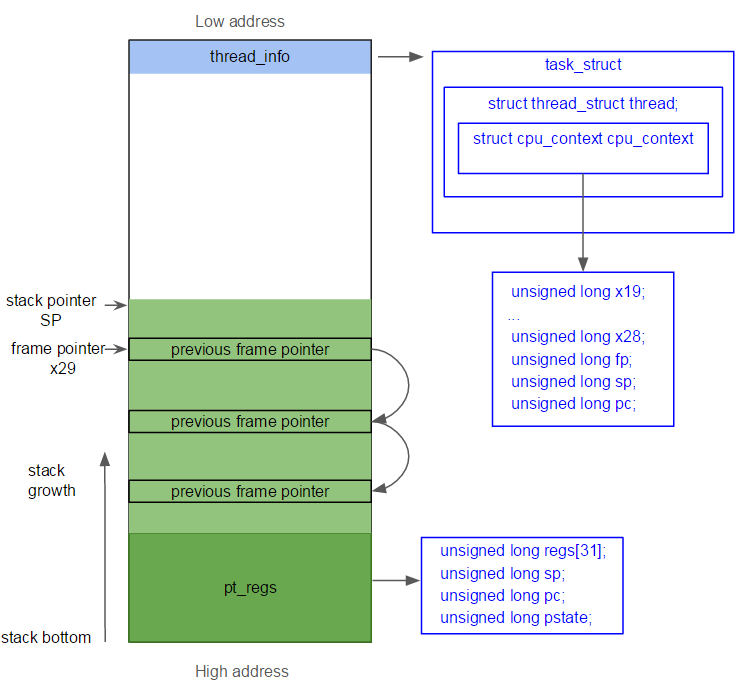 Low address
thread_info
task_struct
struct thread_struct thread;
struct cpu_context cpu_context
stack pointer
SP
unsigned long x19;
...
unsigned long x28;
unsigned long fp;
unsigned long sp;
unsigned long pc;
frame pointer
x29
previous frame pointer
previous frame pointer
stack
growth
previous frame pointer
unsigned long regs[31];
unsigned long sp;
unsigned long pc;
unsigned long pstate;
pt_regs
stack bottom
High address